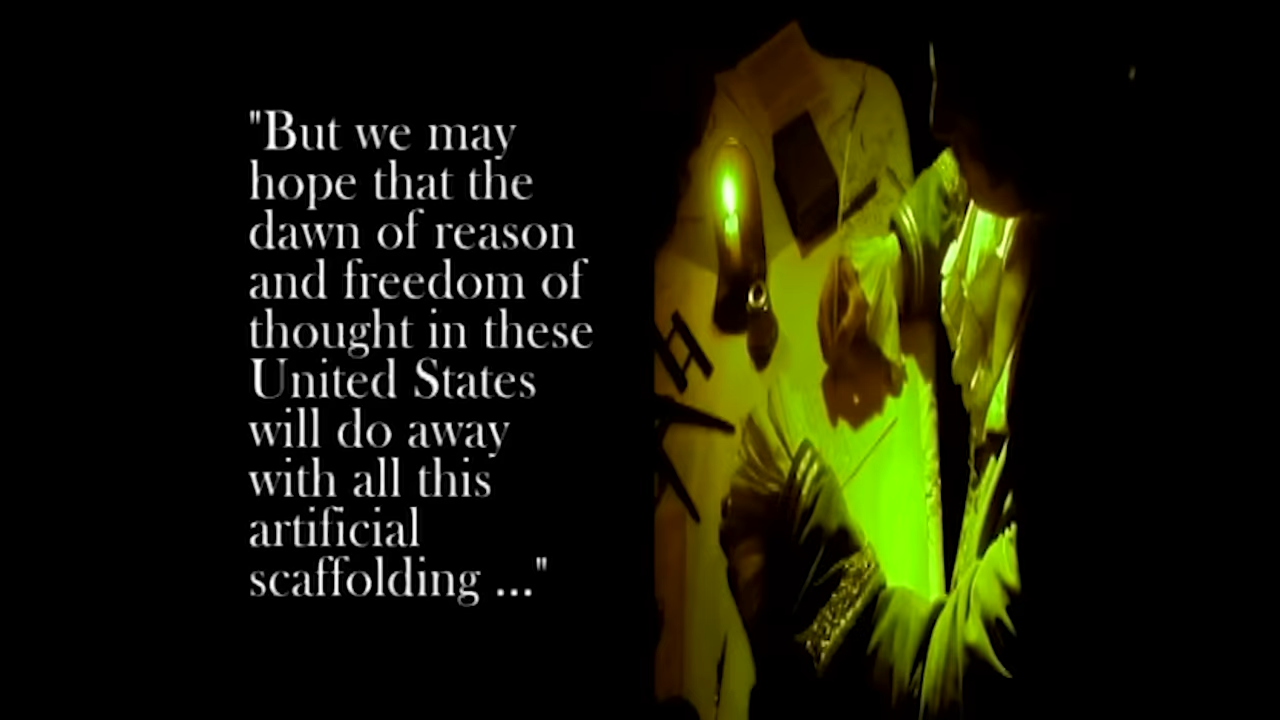 "But we may
hope that the
dawn of reason
and freedom of
thought in these
United States
will do away
with all this
artificial
scaffolding ..."